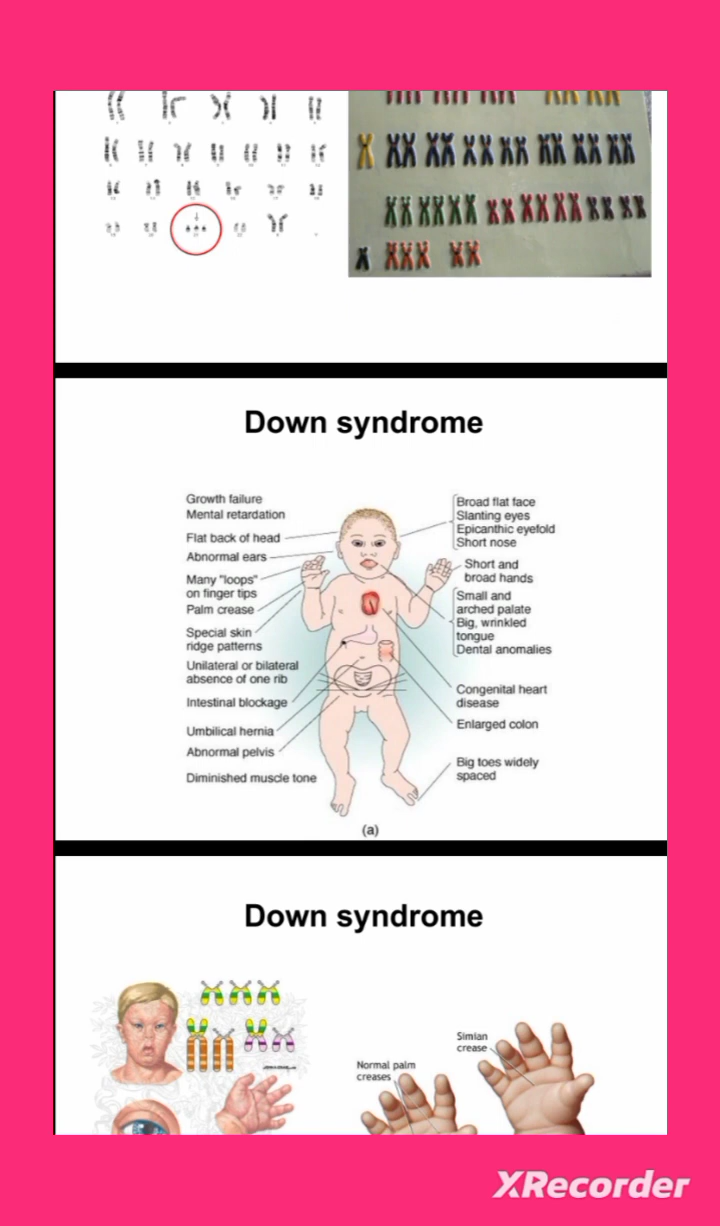 Down syndrome
Growth failure
Mental retardation
Flat back of head
Abnormal ears
Many "loops"
on finger tips
Palm crease
Special skin
ridge patterns
Unilateral or bilateral
absence of one rib
Intestinal blockage
Umbilical hernia
Abnormal pelvis
Diminished muscle tone
Broad flat face
Slanting eyes
Epicanthic eyefold
Short nose
Short and
broad hands
Small and
arched palate
Big, wrinkled
tongue
Dental anomalies
Congenital heart
disease
Enlarged colon
Big toes widely
spaced
(a)
Down syndrome
Simian
crease
Normal palm
creases
XRecorder